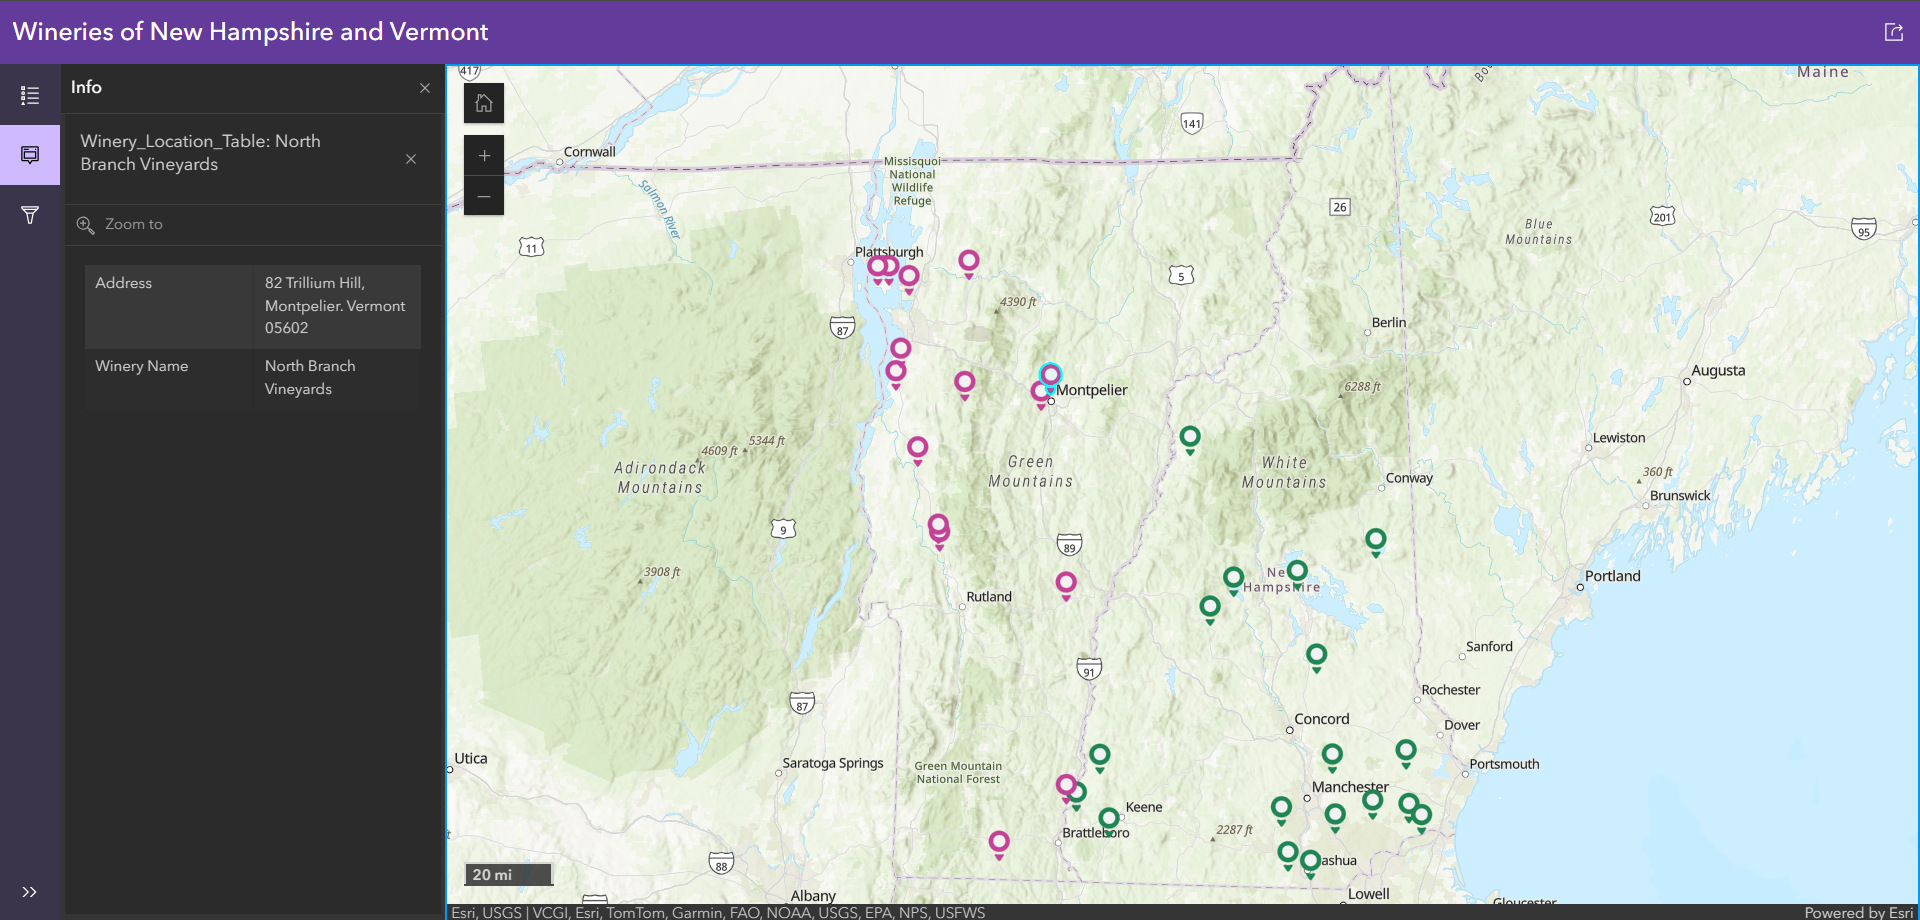 Wineries of New Hampshire and Vermont
Info
Winery_Location_Table: North
Branch Vineyards
Zoom to
Address
82 Trillium Hill,
Montpelier. Vermont
05602
Winery Name
North Branch
Vineyards
417
Maine
141
Cornwall
Missisquoi
National
Wildlife
Refuge
Salmon River
26
201
Blue
Mountains
95
11
Plattsburgh
5
4390 ft
87
Berlin
Augusta
Montpelier
6288 ft
Lewiston
5344 ft
4609 ft
Adirondack
Mountains
Green
Mountains
White
Mountains
360 ft
Conway
Brunswick
9
89
3908 ft
Portland
Hampshire
Rutland
Sanford
91
Rochester
87
Concord
Dover
Utica
Saratoga Springs
Green Mountain
National Forest
Portsmouth
Manchester
Keene
Brattleboro
2287 ft
88
ashua
20 mi
Albany
Lowell
Gloucester
Esri, USGS | VCGI, Esri, TomTom, Garmin, FAO, NOAA, USGS, EPA, NPS, USFWS
Powered by Esri